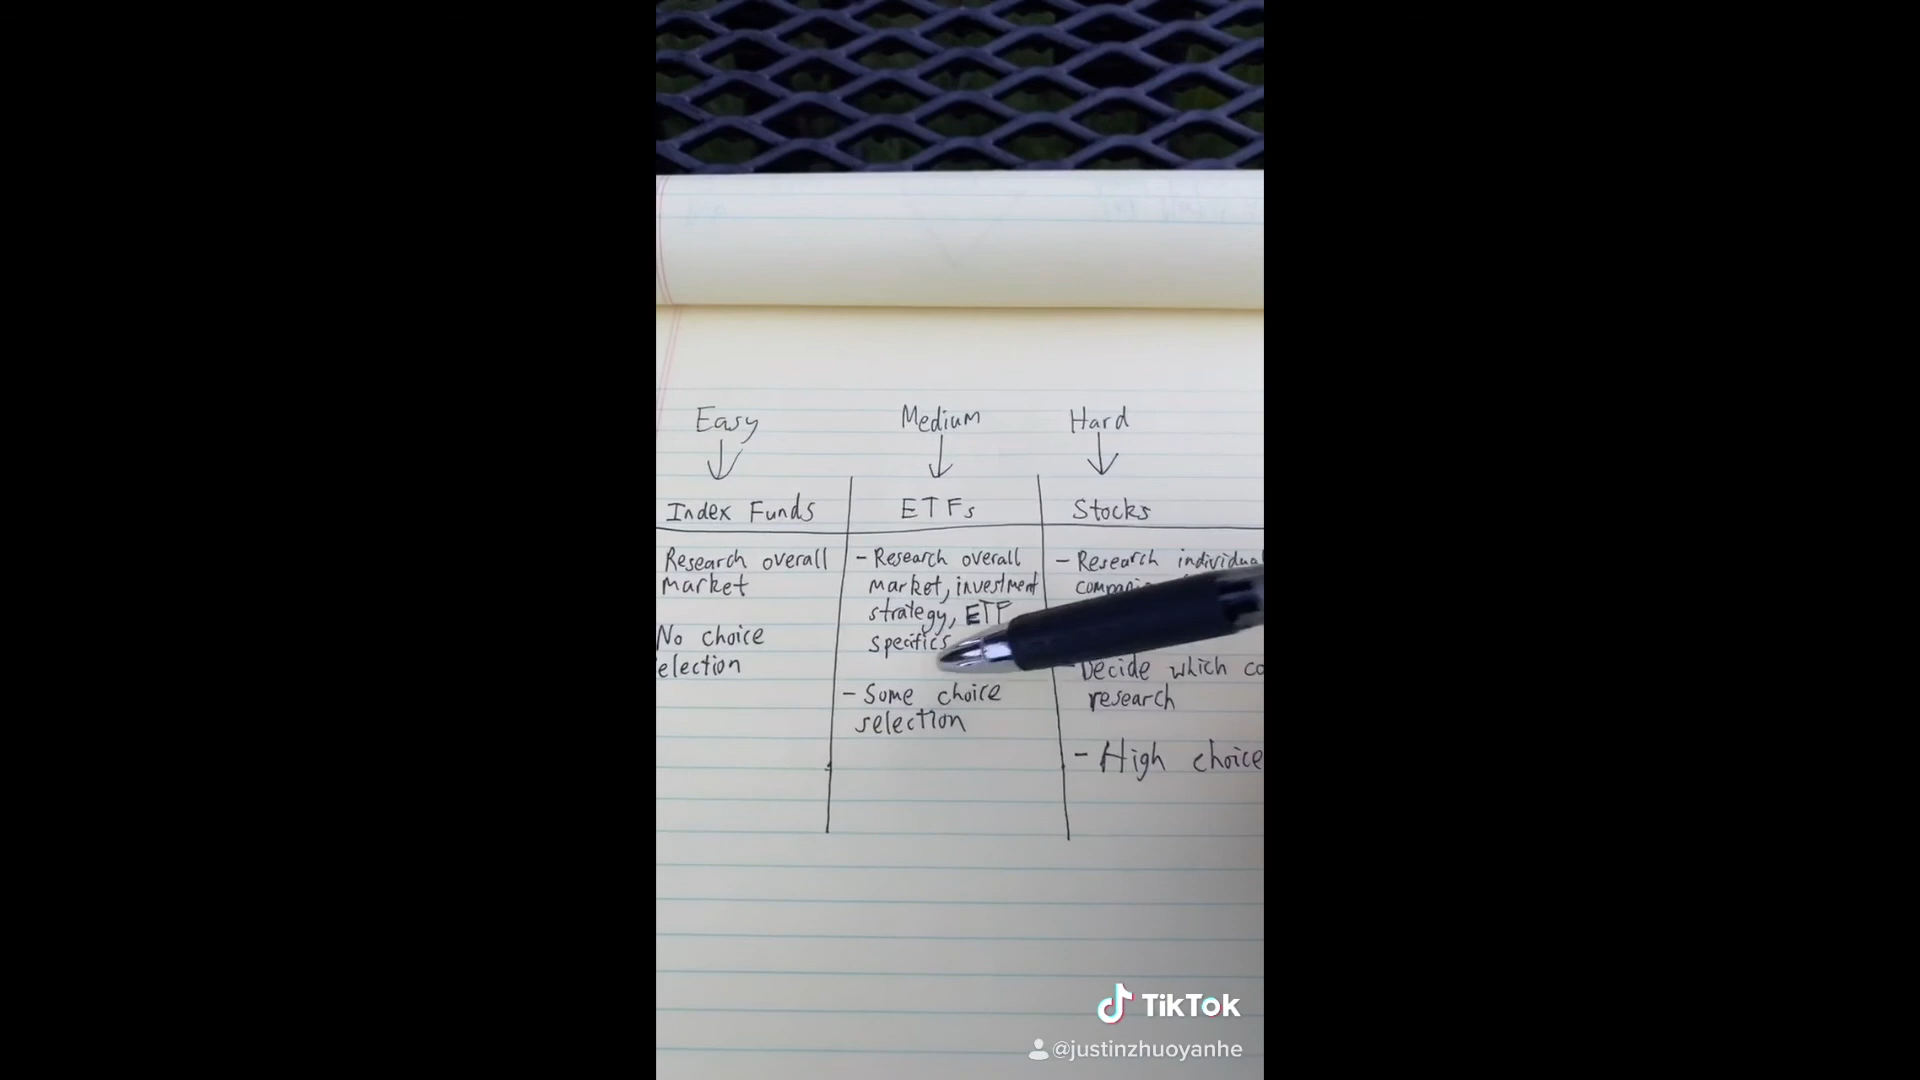 Easy Medium Hard
Index Funds ETFs Stocks
Research overall
market
No choice
election
- Research overall
market, investment
strategy, ETF
specifics
- Some choice
selection
- Research individual
- Decide which co
research
- High choice
TikTok
@justinzhuoyanhe